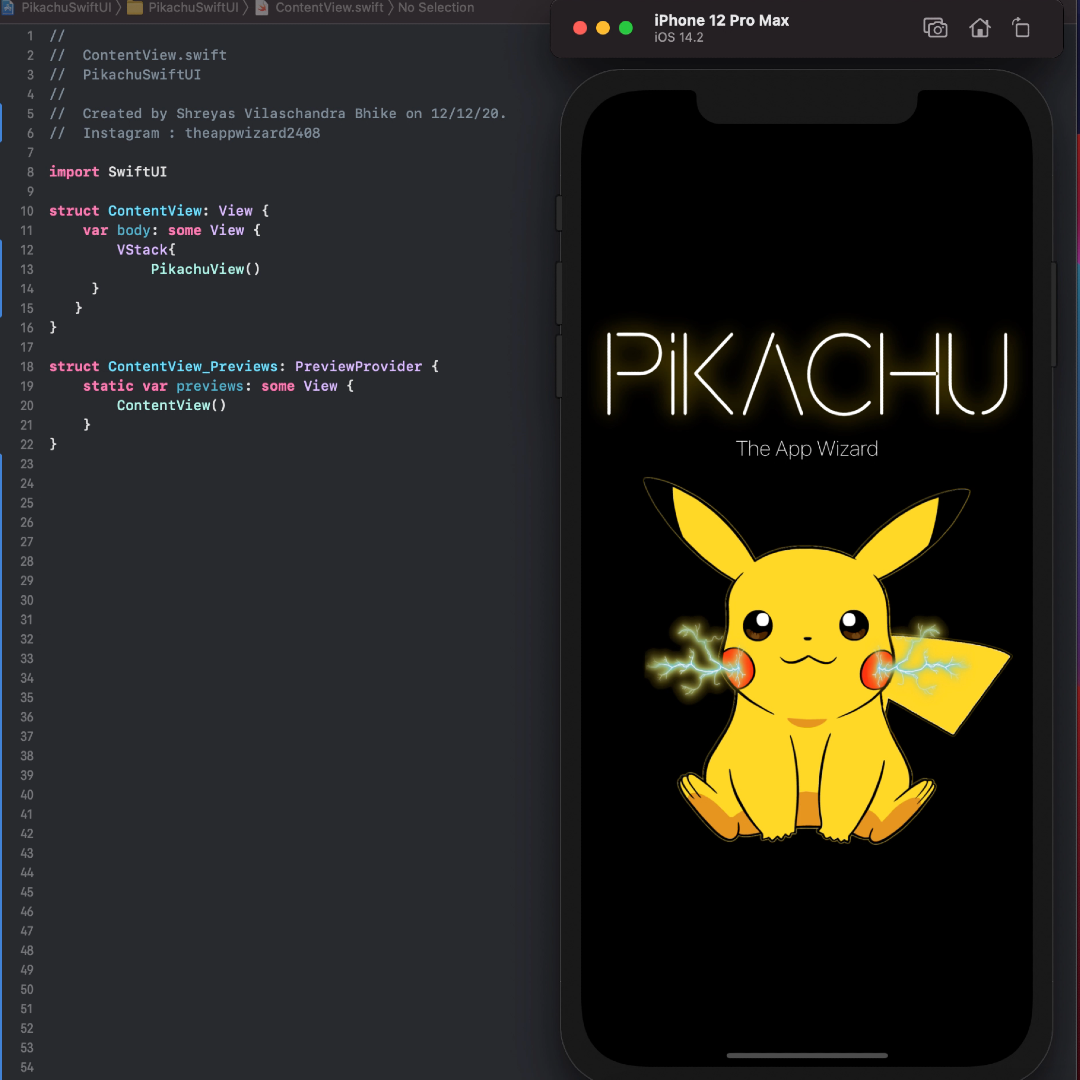 PikachuSwiftUI 〉 PikachuSwiftUI 〉 ContentView.swift 〉 No Selection
1 //
2 //  ContentView.swift
3 //  PikachuSwiftUI
4 //
5 //  Created by Shreyas Vilaschandra Bhike on 12/12/20.
6 //  Instagram : theappwizard2408
7
8 import SwiftUI
9
10 struct ContentView: View {
11     var body: some View {
12         VStack{
13             PikachuView()
14      }
15    }
16 }
17
18 struct ContentView_Previews: PreviewProvider {
19     static var previews: some View {
20         ContentView()
21     }
22 }
23
24
25
26
27
28
29
30
31
32
33
34
35
36
37
38
39
40
41
42
43
44
45
46
47
48
49
50
51
52
53
54
iPhone 12 Pro Max
iOS 14.2
PiKACHU
The App Wizard